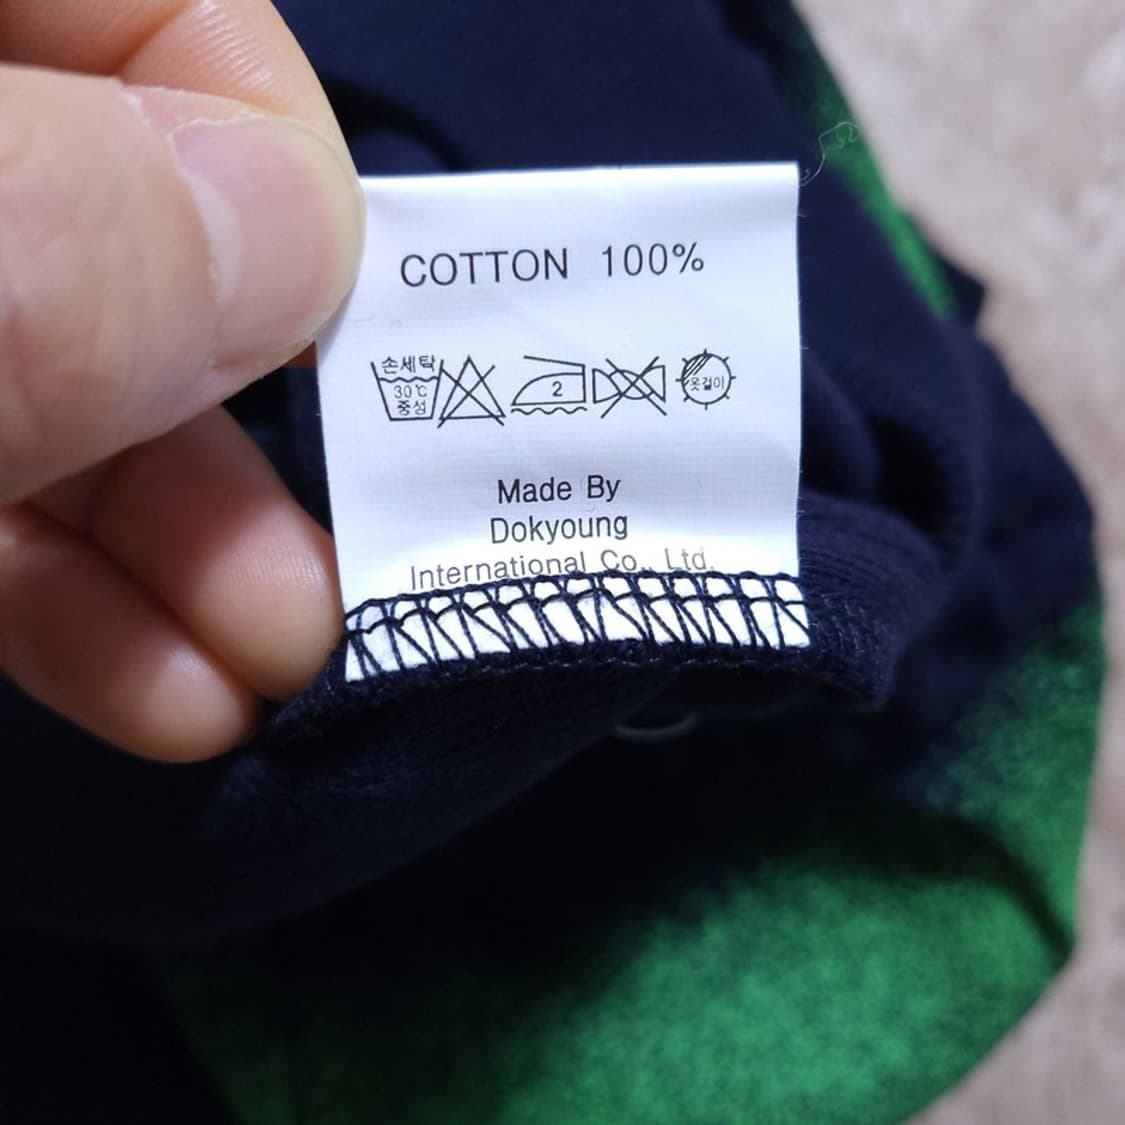 COTTON 100%
손세탁
30℃
중성
2
옷걸이
Made By
Dokyoung
International Co., Ltd.